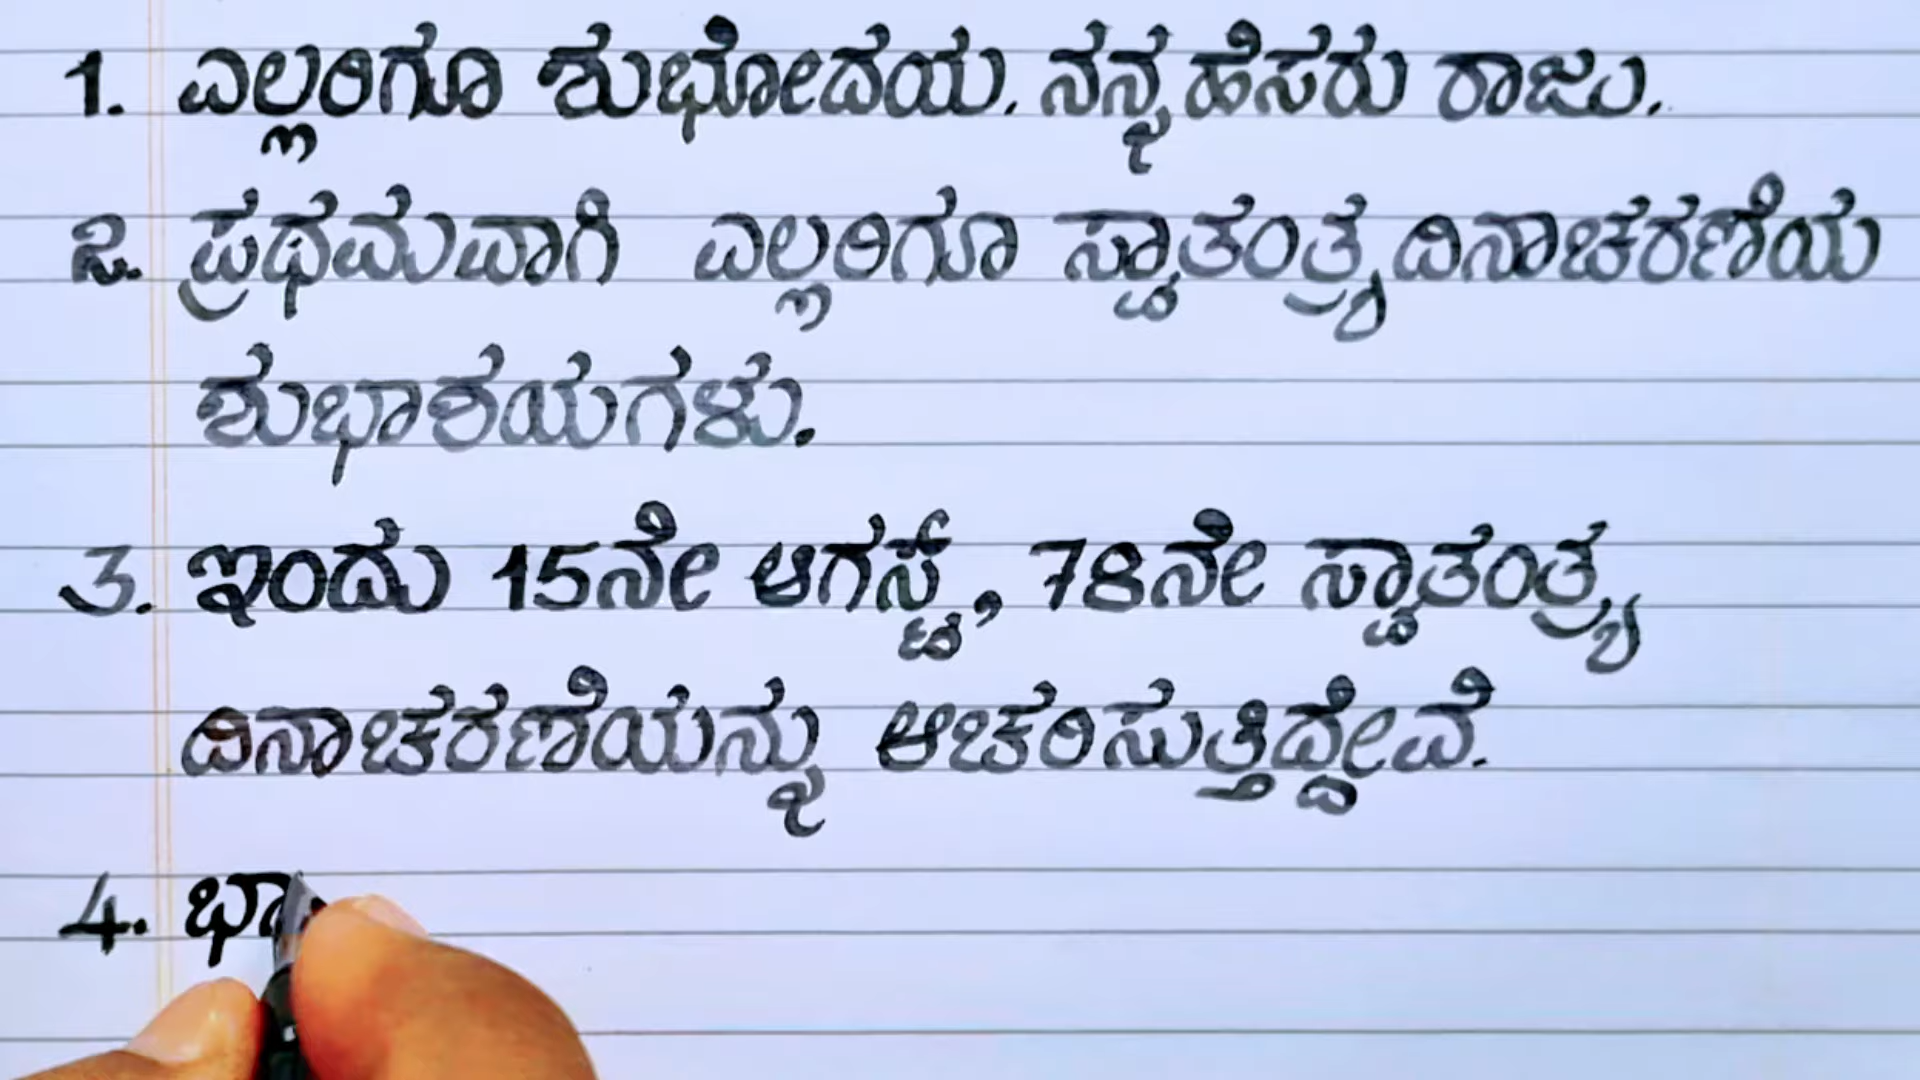 1. ಎಲ್ಲರಿಗೂ ಶುಭೋದಯ. ನನ್ನ ಹೆಸರು ರಾಜು.
2. ಪ್ರಥಮವಾಗಿ ಎಲ್ಲರಿಗೂ ಸ್ವಾತಂತ್ರ್ಯ ದಿನಾಚರಣೆಯ
ಶುಭಾಶಯಗಳು.
3. ಇಂದು 15ನೇ ಆಗಸ್ಟ್, 78ನೇ ಸ್ವಾತಂತ್ರ್ಯ
ದಿನಾಚರಣೆಯನ್ನು ಆಚರಿಸುತ್ತಿದ್ದೇವೆ.
4. ಭಾ